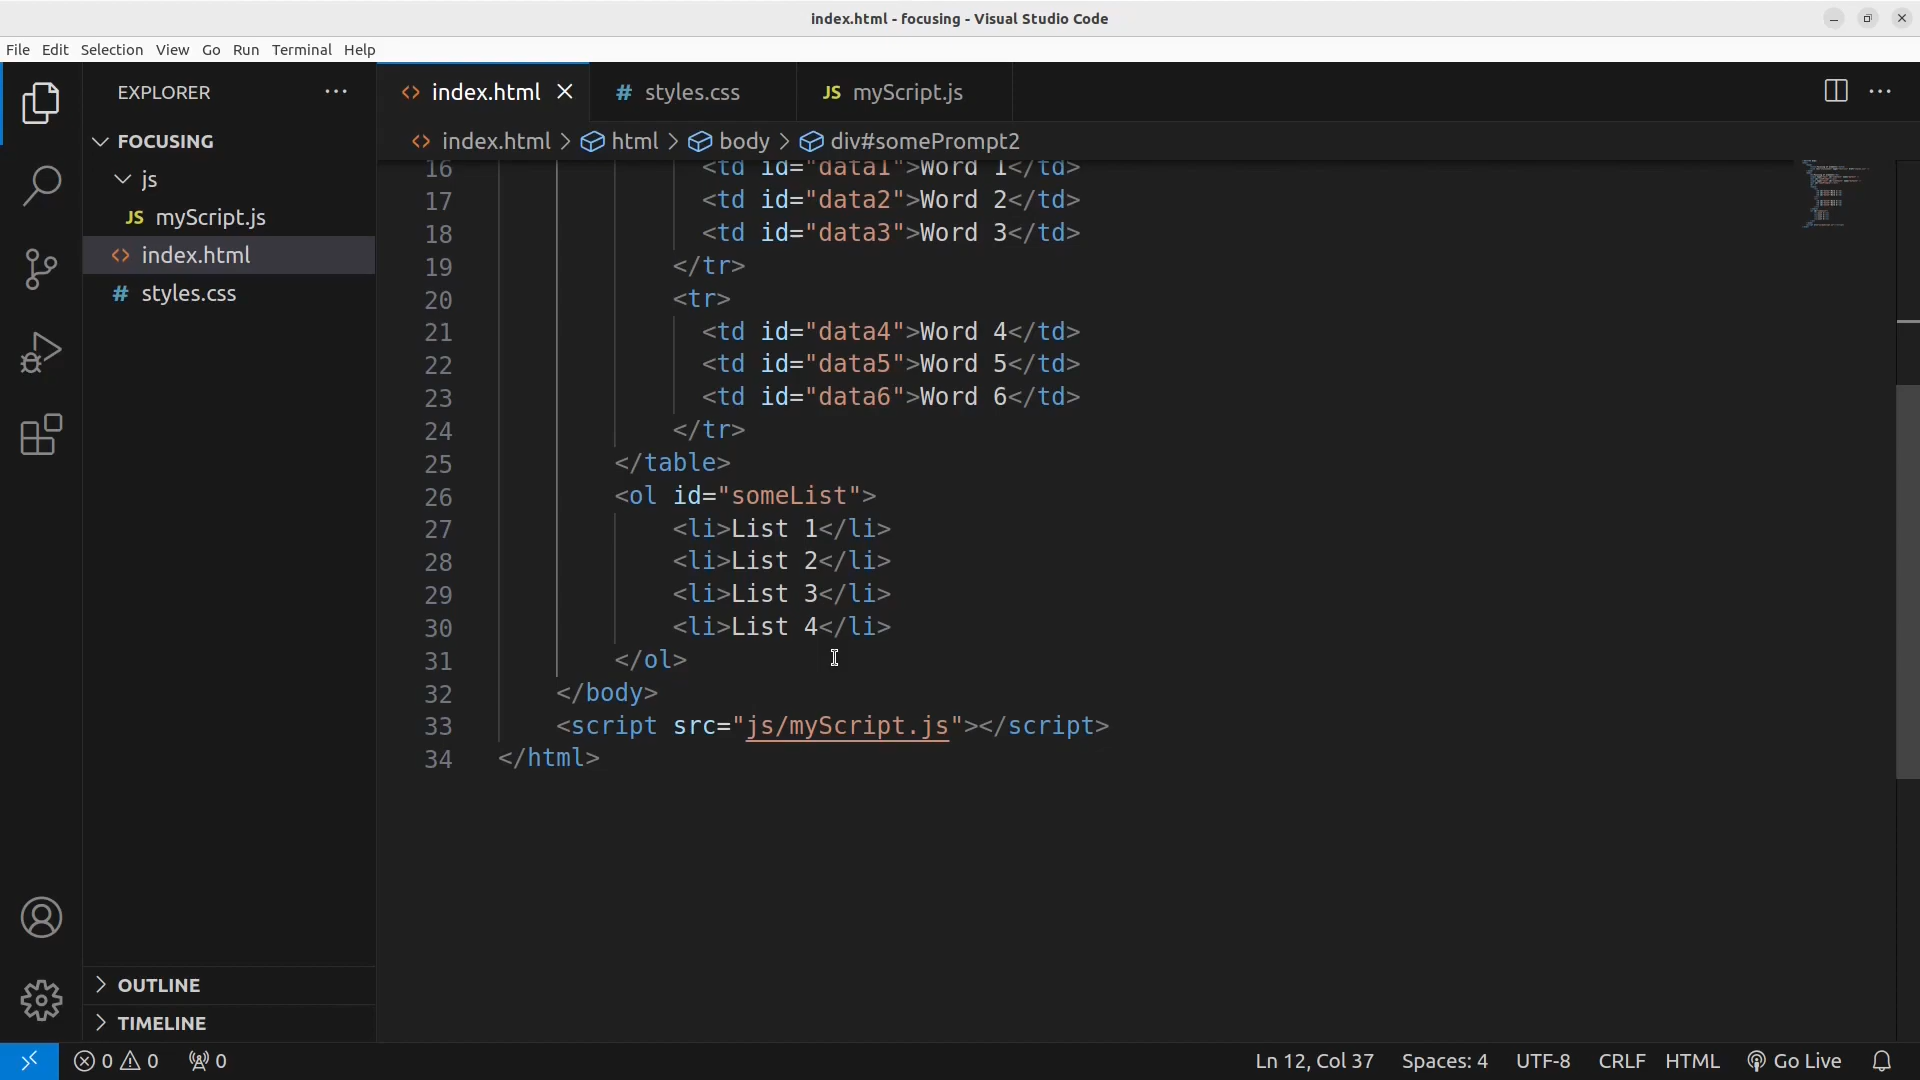 index.html - focusing - Visual Studio Code
File Edit Selection View Go Run Terminal Help
EXPLORER
FOCUSING
js
JS myScript.js
<> index.html
# styles.css
OUTLINE
TIMELINE
<> index.html
# styles.css
JS myScript.js
<> index.html > html > body > div#somePrompt2
16 <td id="data1">Word 1</td>
17 <td id="data2">Word 2</td>
18 <td id="data3">Word 3</td>
19 </tr>
20 <tr>
21 <td id="data4">Word 4</td>
22 <td id="data5">Word 5</td>
23 <td id="data6">Word 6</td>
24 </tr>
25 </table>
26 <ol id="someList">
27 <li>List 1</li>
28 <li>List 2</li>
29 <li>List 3</li>
30 <li>List 4</li>
31 </ol>
32 </body>
33 <script src="js/myScript.js"></script>
34 </html>
0 0 0 Ln 12, Col 37 Spaces: 4 UTF-8 CRLF HTML Go Live